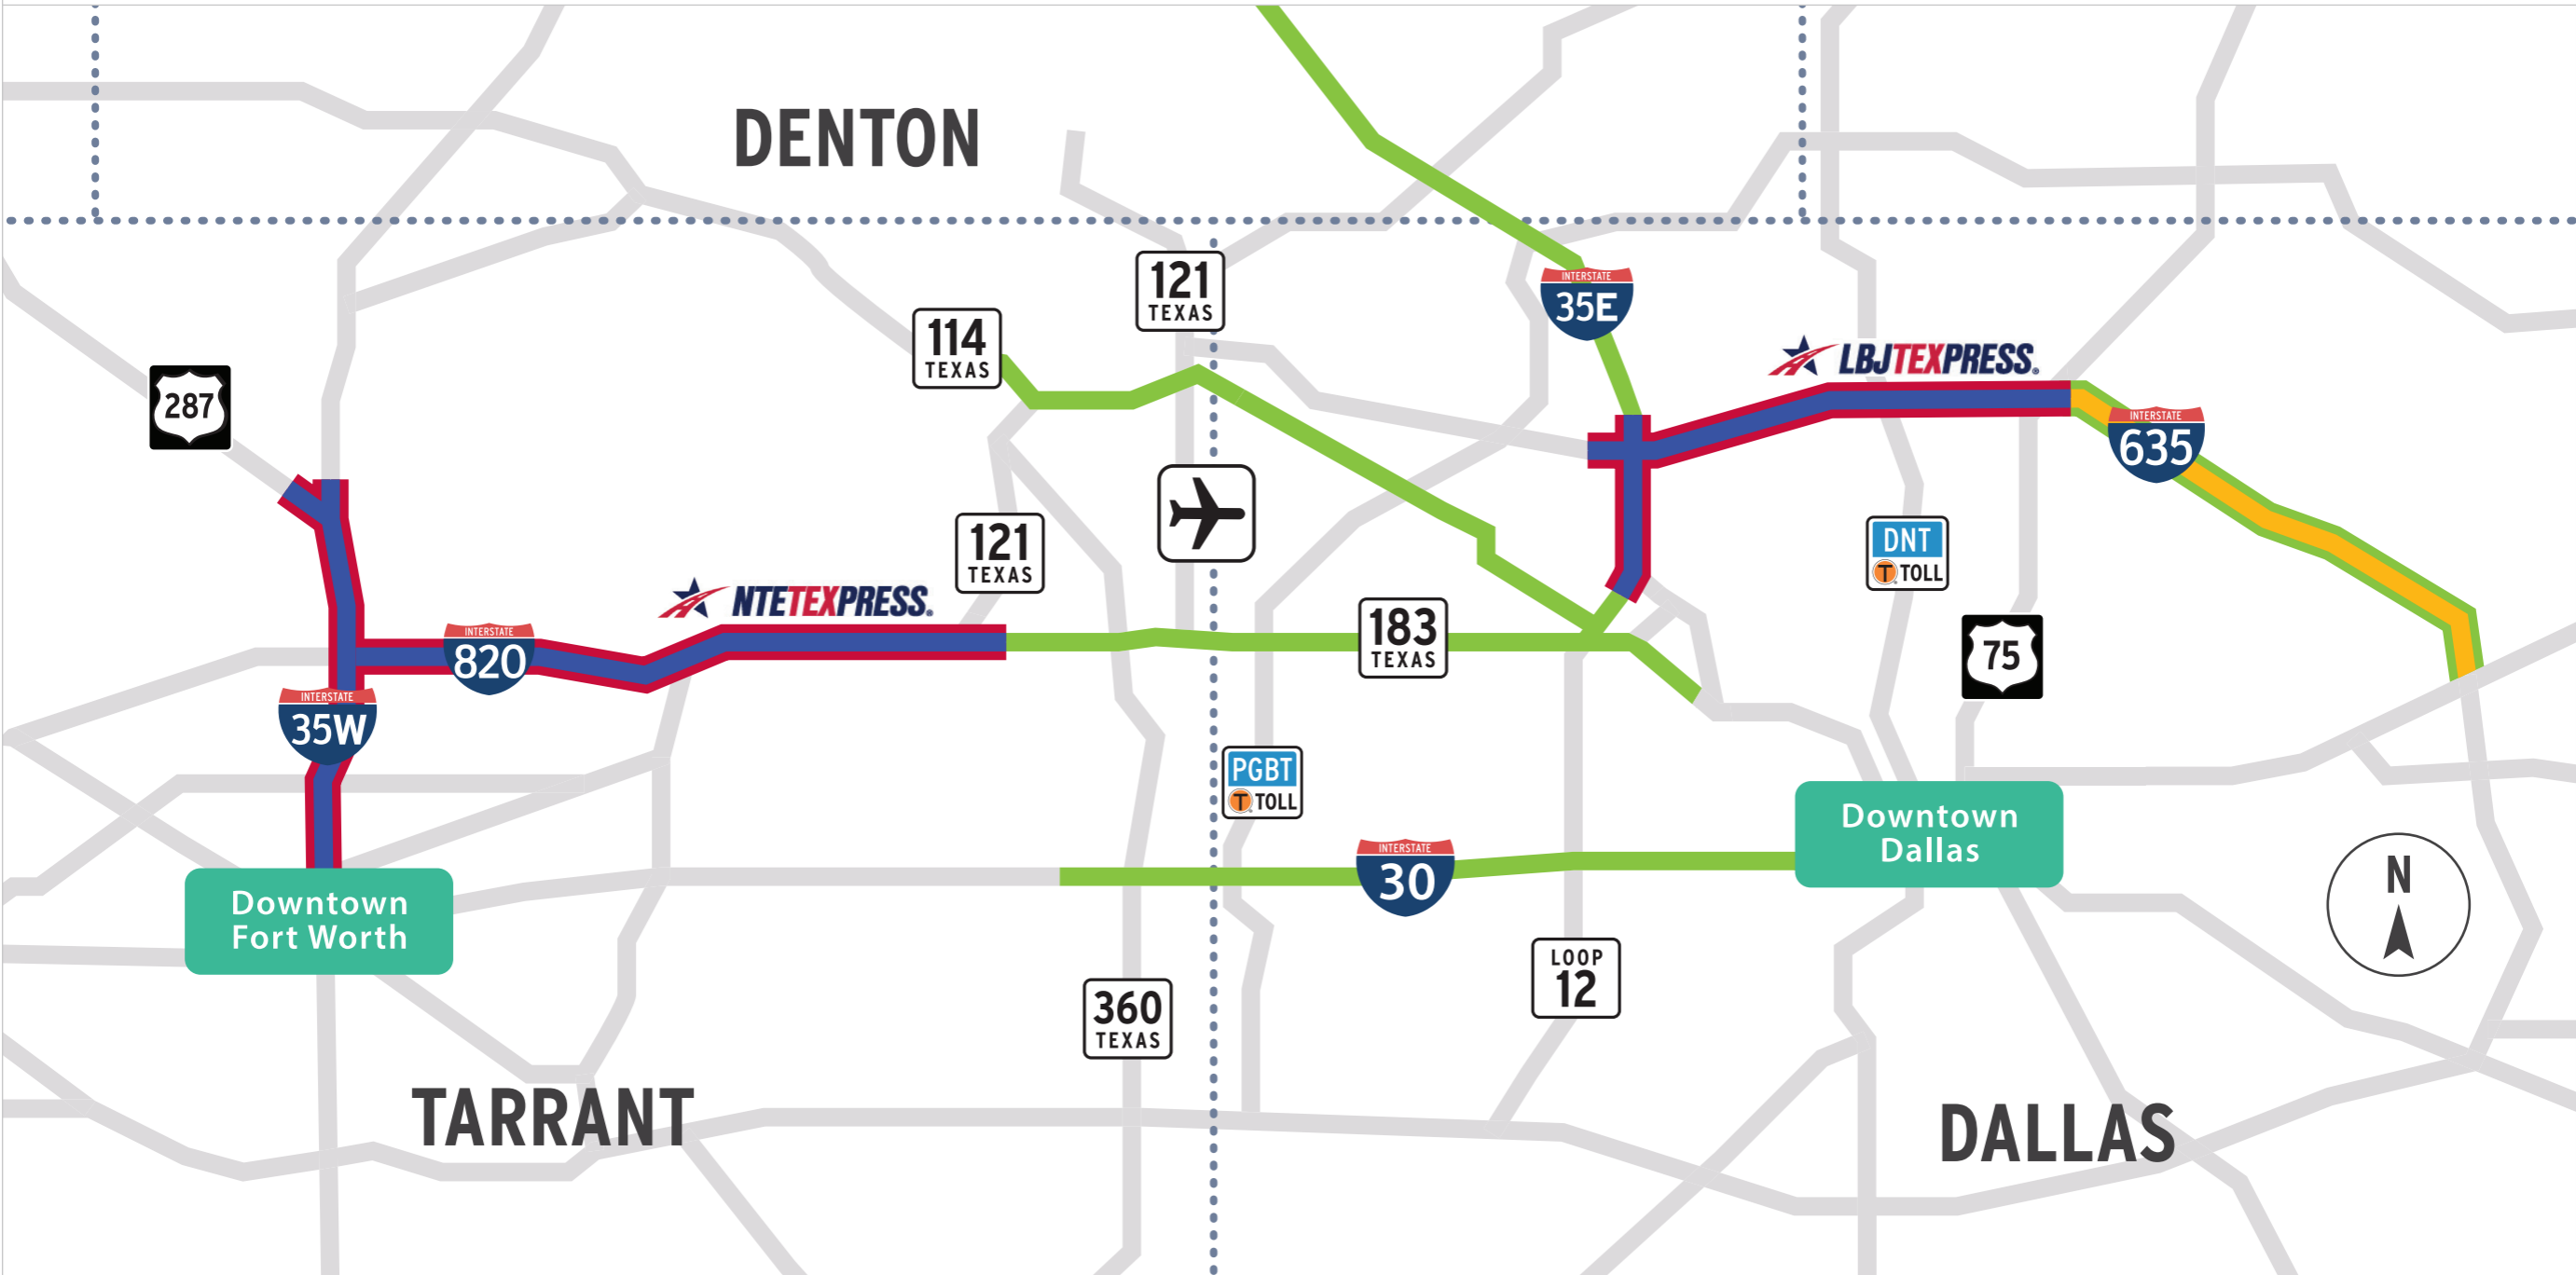 DENTON
121
TEXAS
INTERSTATE
35E
114
TEXAS
LBJTEXPRESS®
287
INTERSTATE
635
121
TEXAS
DNT
T TOLL
NTETEXPRESS®
183
TEXAS
INTERSTATE
820
75
INTERSTATE
35W
PGBT
T TOLL
Downtown
Dallas
INTERSTATE
30
N
Downtown
Fort Worth
LOOP
12
360
TEXAS
TARRANT
DALLAS